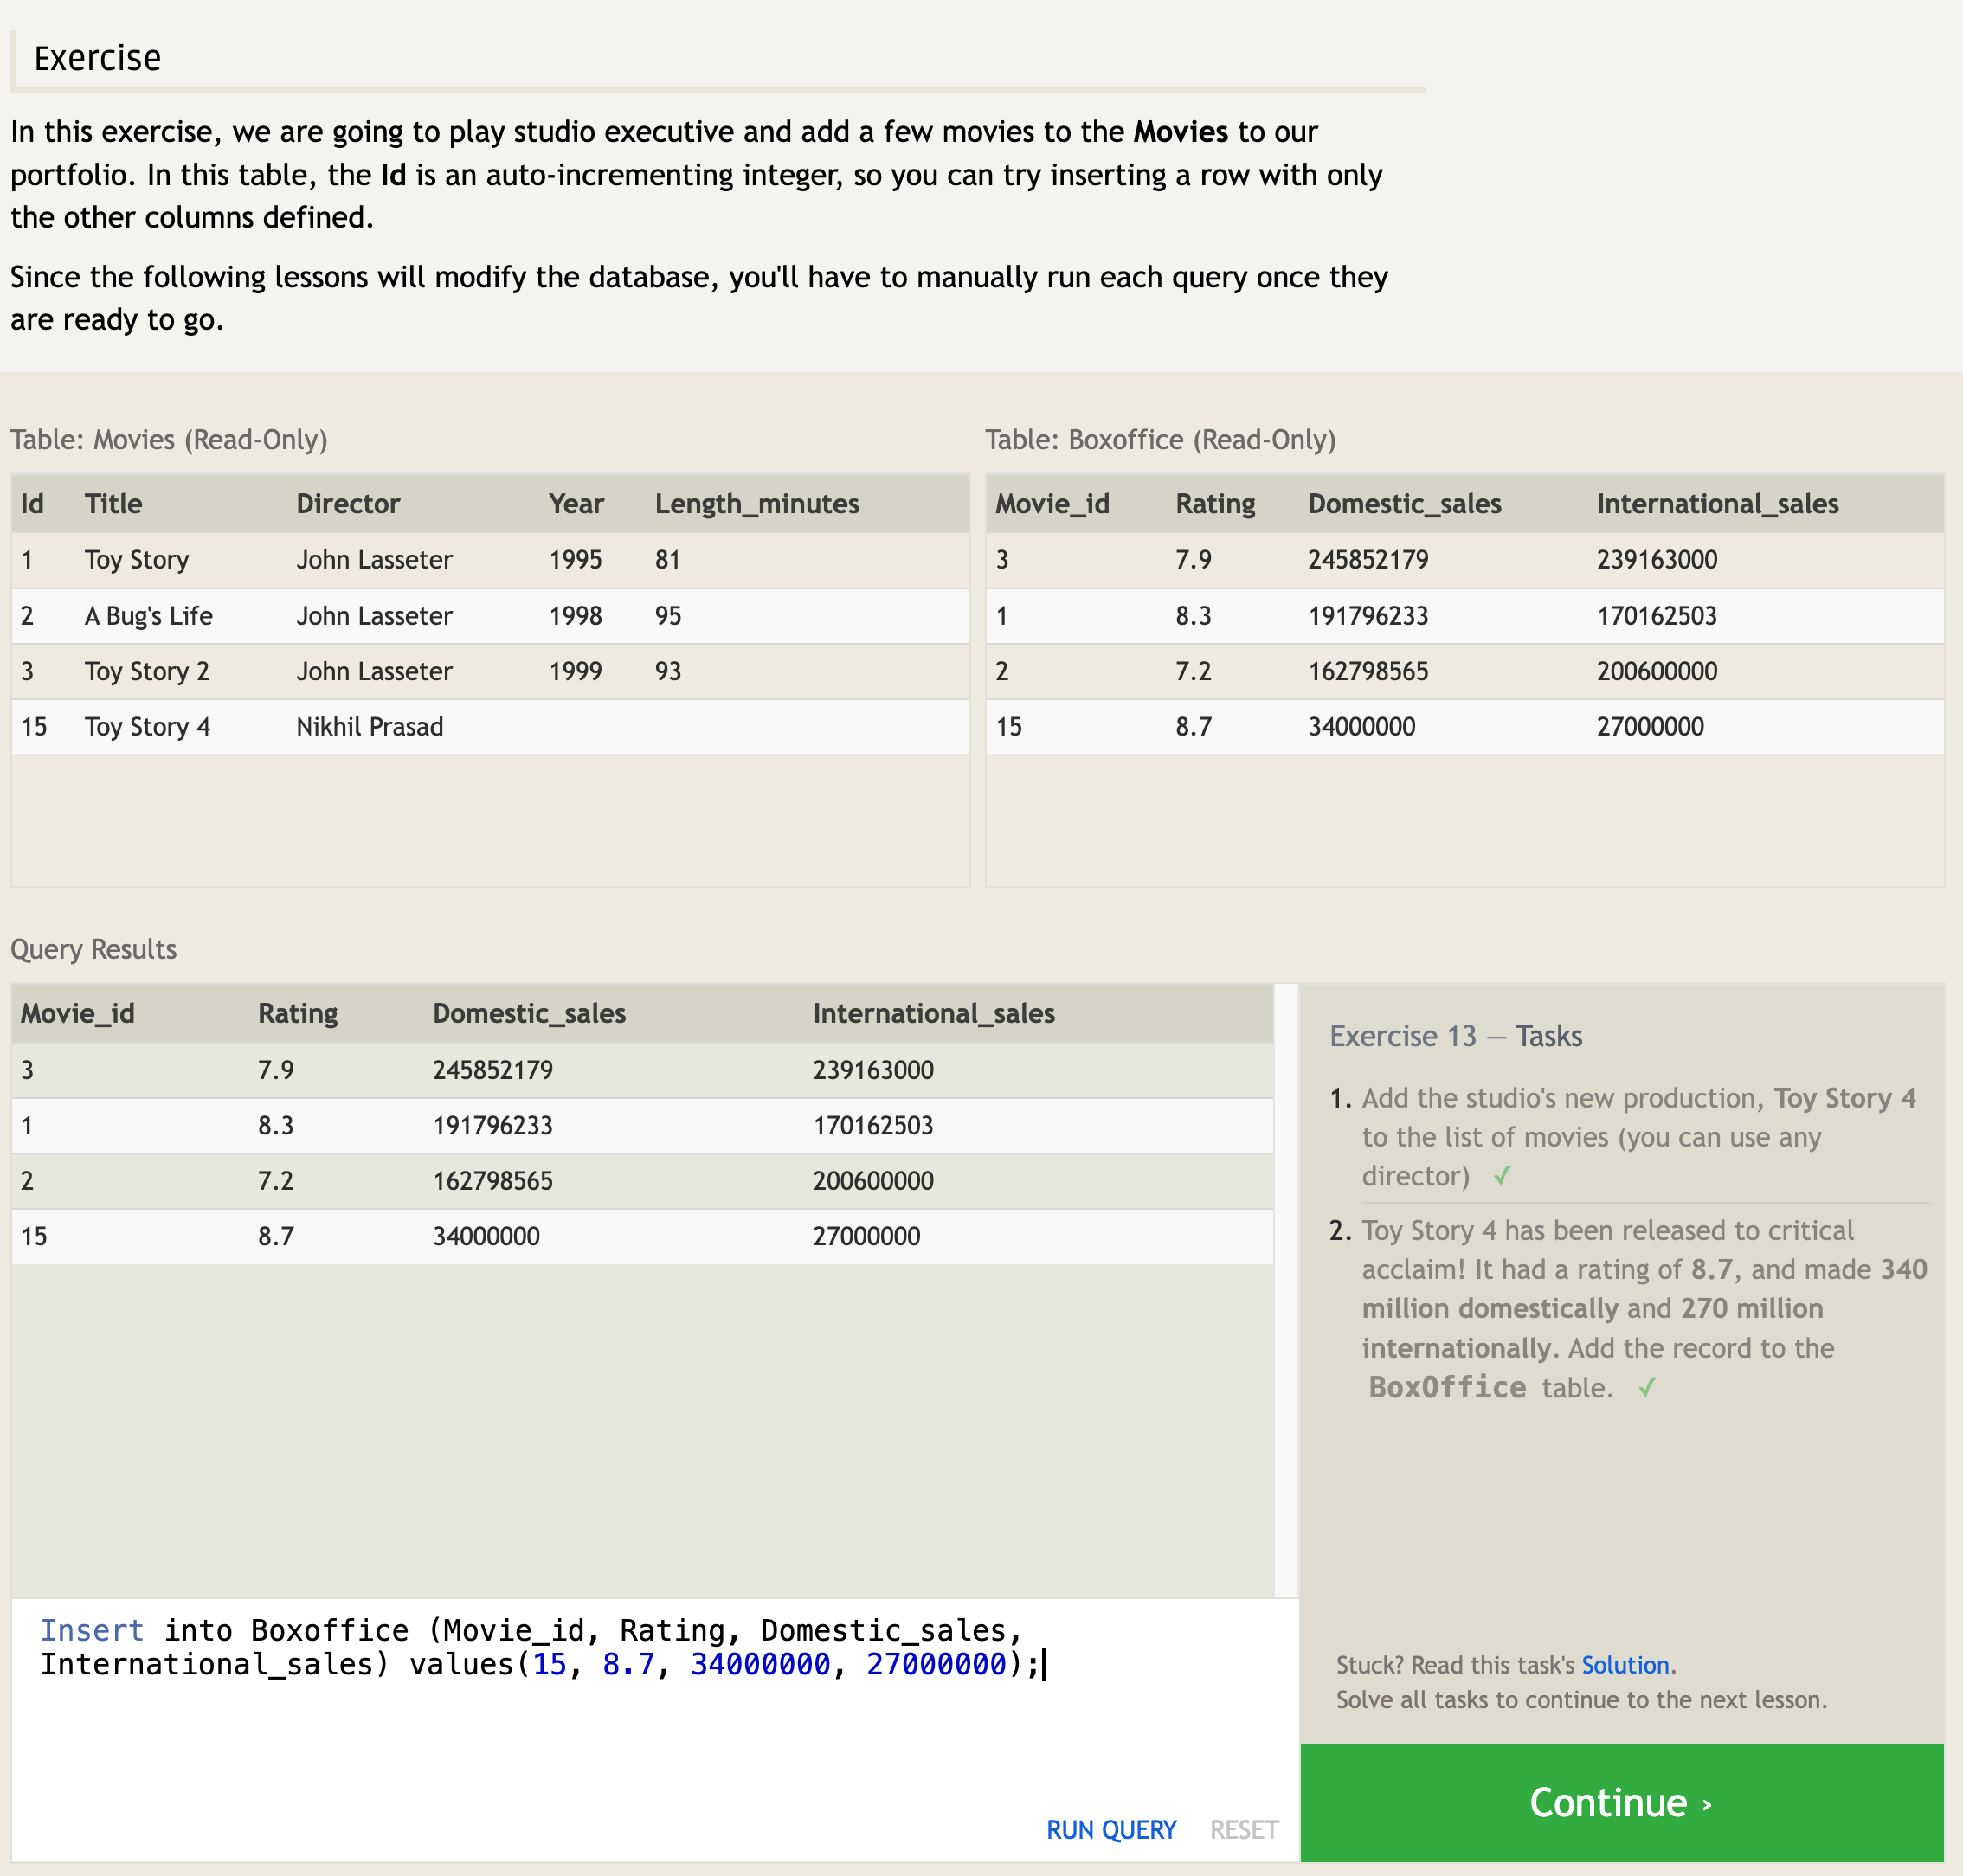 Exercise
In this exercise, we are going to play studio executive and add a few movies to the Movies to our
portfolio. In this table, the Id is an auto-incrementing integer, so you can try inserting a row with only
the other columns defined.
Since the following lessons will modify the database, you'll have to manually run each query once they
are ready to go.
Table: Movies (Read-Only)
Id Title Director Year Length_minutes
1 Toy Story John Lasseter 1995 81
2 A Bug's Life John Lasseter 1998 95
3 Toy Story 2 John Lasseter 1999 93
15 Toy Story 4 Nikhil Prasad
Table: Boxoffice (Read-Only)
Movie_id Rating Domestic_sales International_sales
3 7.9 245852179 239163000
1 8.3 191796233 170162503
2 7.2 162798565 200600000
15 8.7 34000000 27000000
Query Results
Movie_id Rating Domestic_sales International_sales
3 7.9 245852179 239163000
1 8.3 191796233 170162503
2 7.2 162798565 200600000
15 8.7 34000000 27000000
Insert into Boxoffice (Movie_id, Rating, Domestic_sales,
International_sales) values(15, 8.7, 34000000, 27000000);
RUN QUERY RESET
Exercise 13 — Tasks
1. Add the studio's new production, Toy Story 4
to the list of movies (you can use any
director) ✓
2. Toy Story 4 has been released to critical
acclaim! It had a rating of 8.7, and made 340
million domestically and 270 million
internationally. Add the record to the
BoxOffice table. ✓
Stuck? Read this task's Solution.
Solve all tasks to continue to the next lesson.
Continue ›